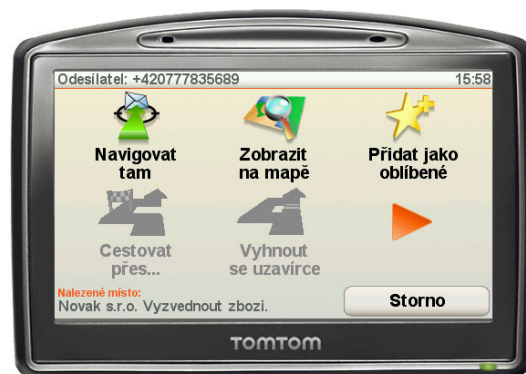 Odesílatel: +420777835689 15:58
Navigovat tam
Zobrazit na mapě
Přidat jako oblíbené
Cestovat přes...
Vyhnout se uzavírce
Nalezené místo:
Novak s.r.o. Vyzvednout zbozi.
Storno
TOMTOM